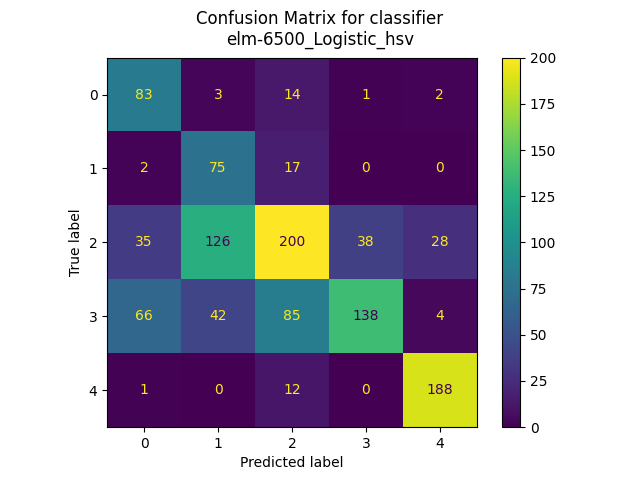 Confusion Matrix for classifier
elm-6500_Logistic_hsv
200
0 83 3 14 1 2
175
150
1 2 75 17 0 0
125
True label
2 35 126 200 38 28
100
75
3 66 42 85 138 4
50
4 1 0 12 0 188
25
0
0 1 2 3 4
Predicted label